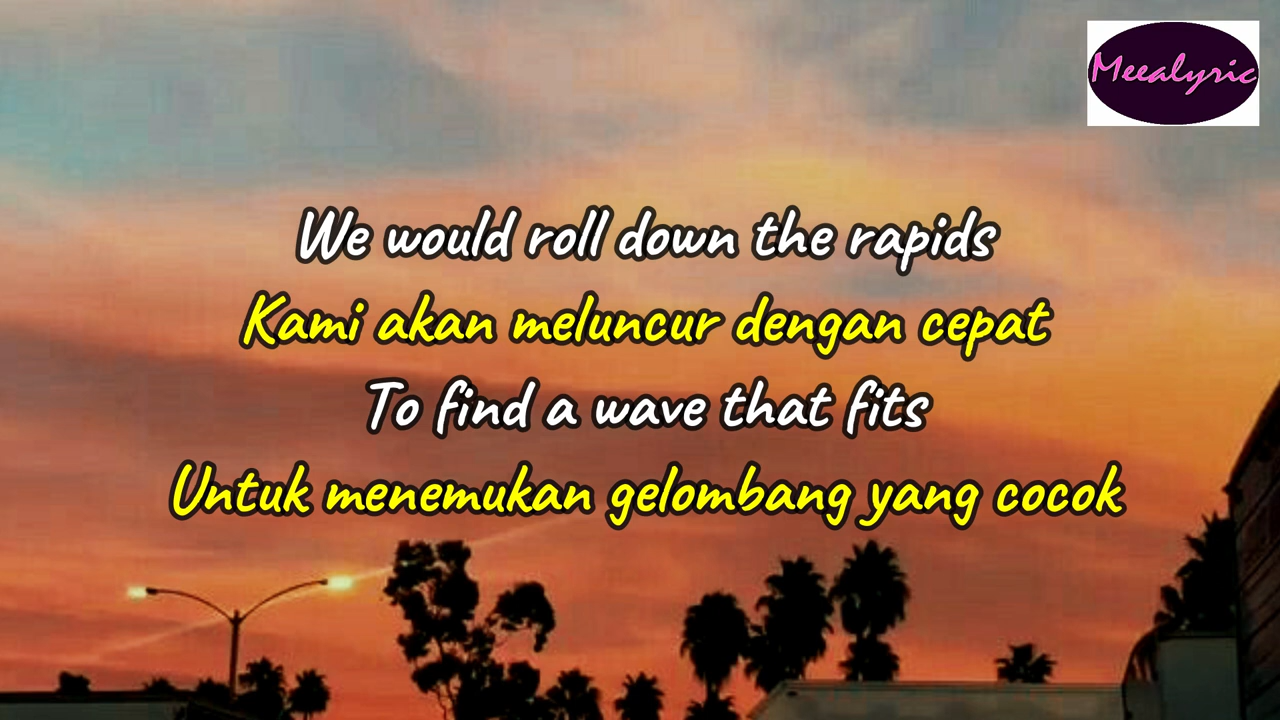 Meealyric
We would roll down the rapids
Kami akan meluncur dengan cepat
To find a wave that fits
Untuk menemukan gelombang yang cocok